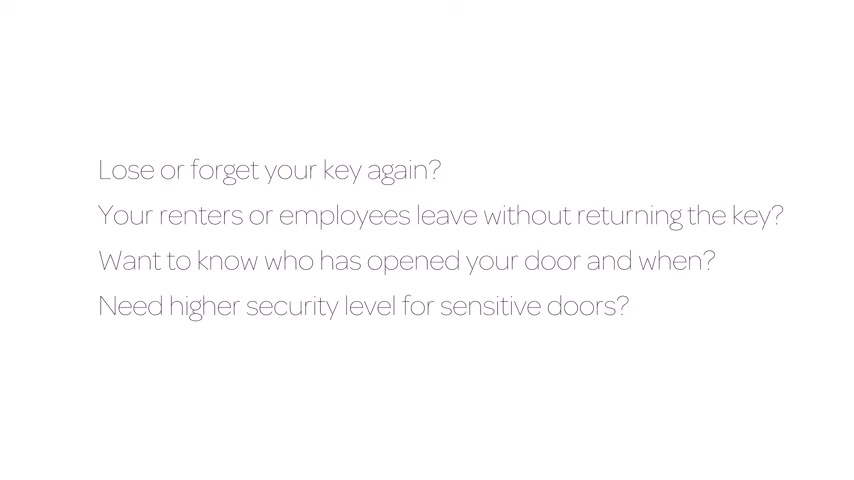 Lose or forget your key again?
Your renters or employees leave without returning the key?
Want to know who has opened your door and when?
Need higher security level for sensitive doors?